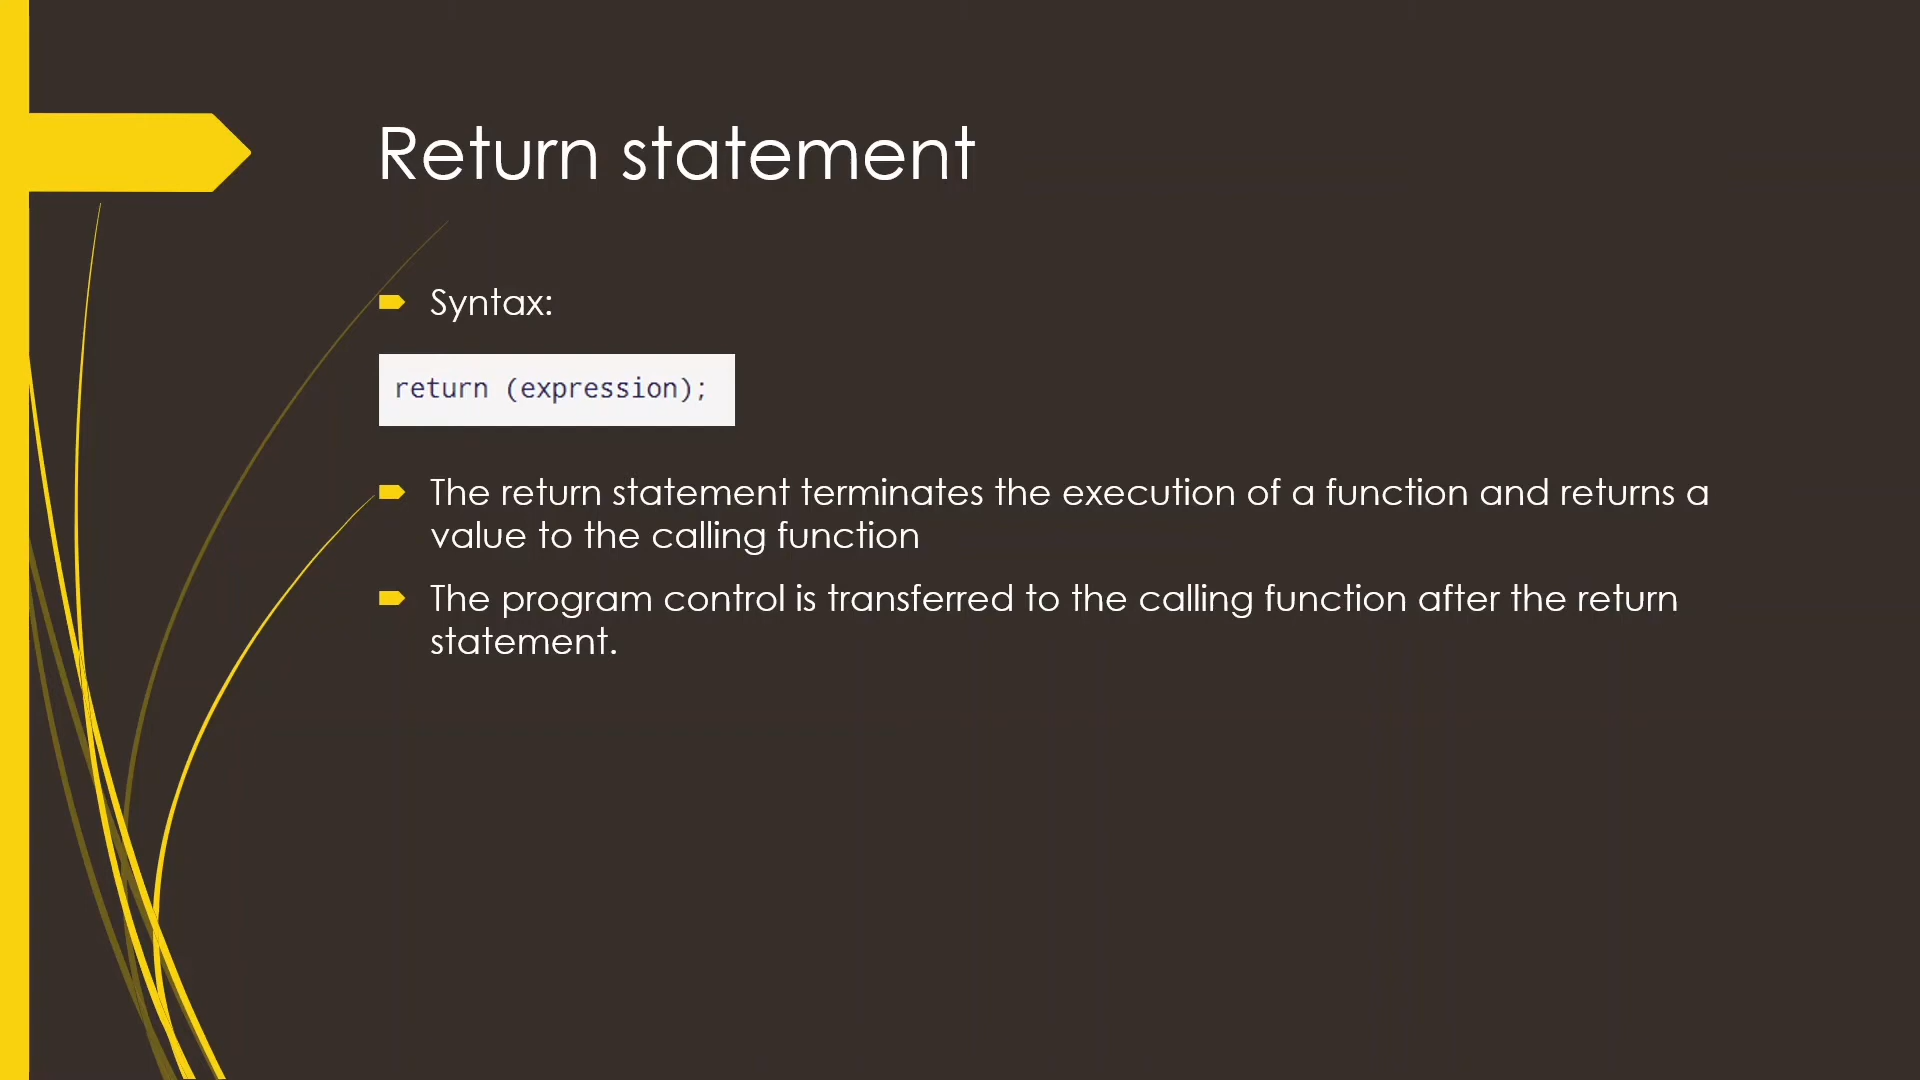 Return statement
Syntax:
return (expression);
The return statement terminates the execution of a function and returns a
value to the calling function
The program control is transferred to the calling function after the return
statement.